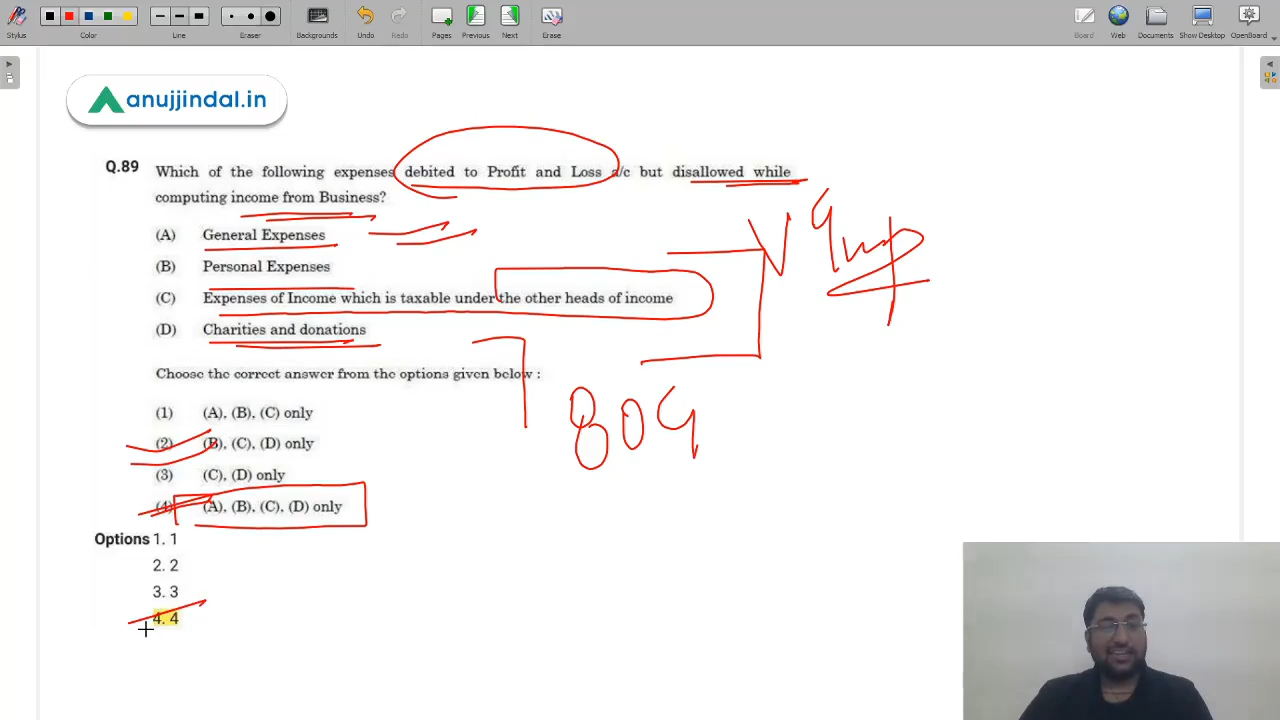 Stylus
Color
Line
Eraser
Backgrounds
Undo
Redo
Pages
Previous
Next
Erase
Board
Web
Documents
Show Desktop
OpenBoard
anujjindal.in
Q.89 Which of the following expenses debited to Profit and Loss a/c but disallowed while
computing income from Business?
(A) General Expenses
(B) Personal Expenses
(C) Expenses of Income which is taxable under the other heads of income
(D) Charities and donations
V Imp
80G
Choose the correct answer from the options given below :
(1) (A), (B), (C) only
(2) (B), (C), (D) only
(3) (C), (D) only
(4) (A), (B), (C), (D) only
Options 1. 1
2. 2
3. 3
4. 4